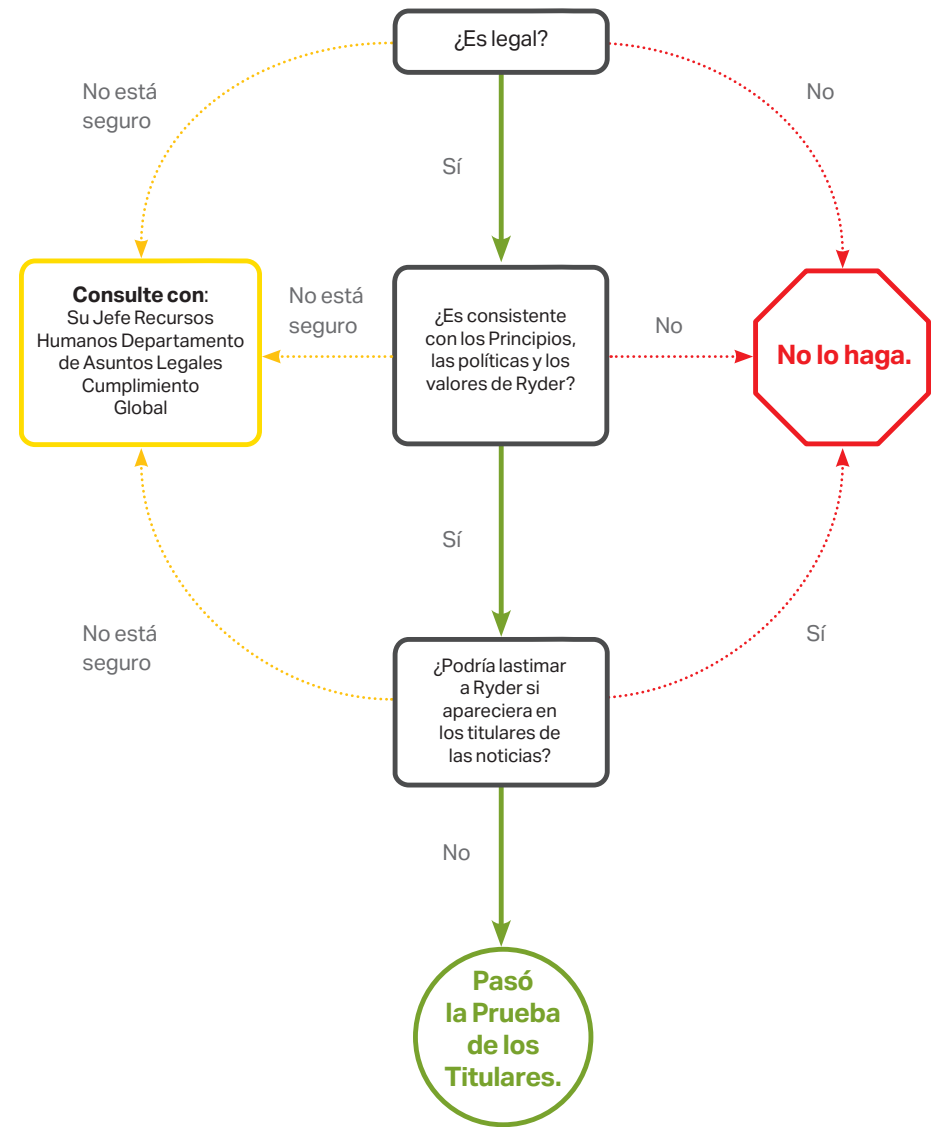 ¿Es legal?
No está
seguro
No
Sí
Consulte con:
Su Jefe Recursos
Humanos Departamento
de Asuntos Legales
Cumplimiento
Global
No está
seguro
¿Es consistente
con los Principios,
las políticas y los
valores de Ryder?
No
No lo haga.
Sí
No está
seguro
¿Podría lastimar
a Ryder si
apareciera en
los titulares de
las noticias?
Sí
No
Pasó
la Prueba
de los
Titulares.